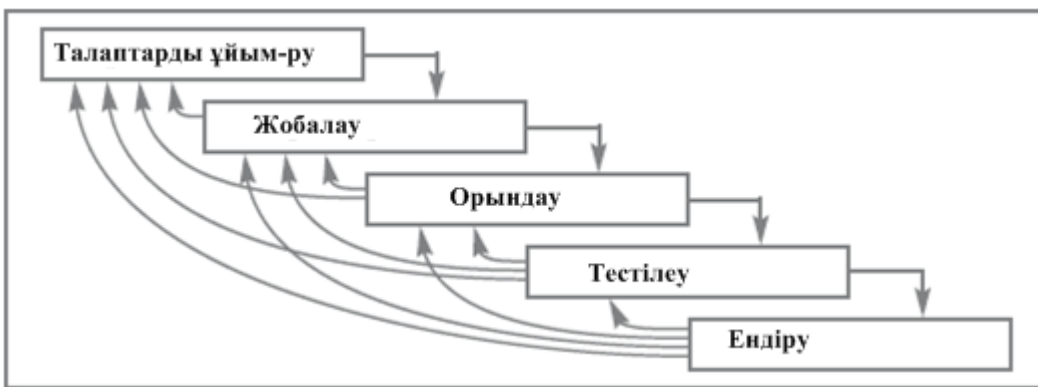 Талаптарды ұйым-ру
Жобалау
Орындау
Тестілеу
Ендіру